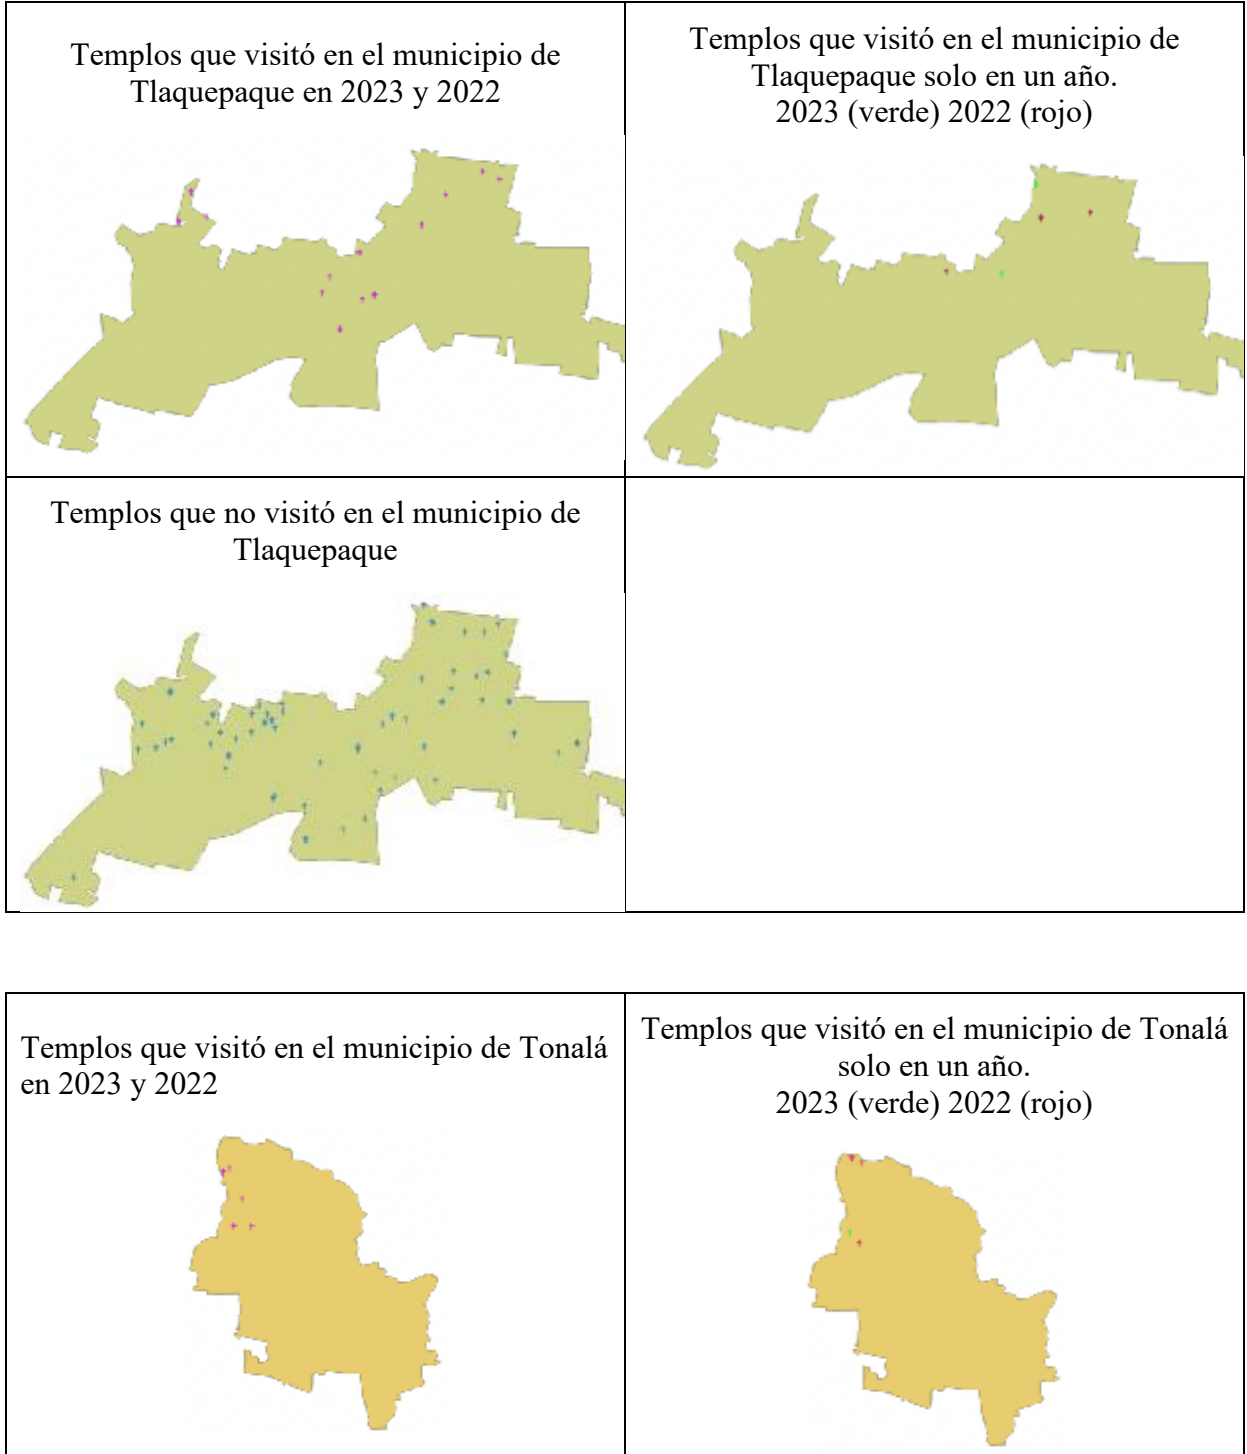 Templos que visitó en el municipio de
Tlaquepaque en 2023 y 2022
Templos que visitó en el municipio de
Tlaquepaque solo en un año.
2023 (verde) 2022 (rojo)
Templos que no visitó en el municipio de
Tlaquepaque
Templos que visitó en el municipio de Tonalá
en 2023 y 2022
Templos que visitó en el municipio de Tonalá
solo en un año.
2023 (verde) 2022 (rojo)